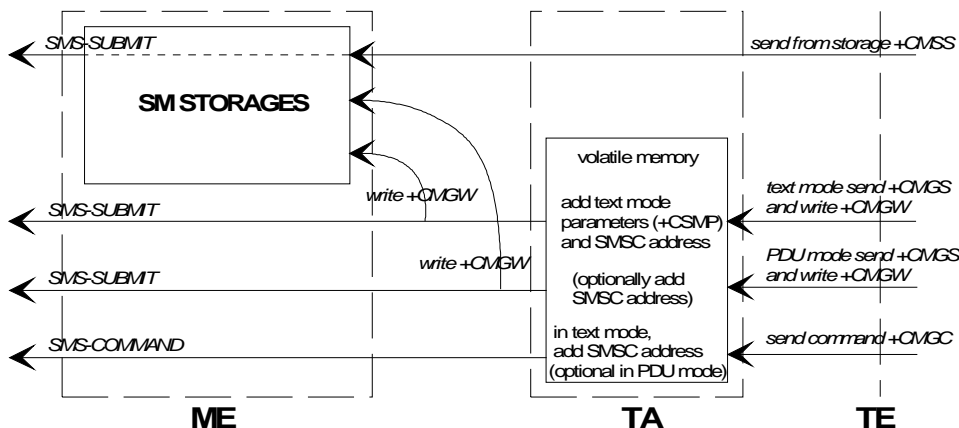 SMS-SUBMIT
send from storage +CMSS
SM STORAGES
volatile memory
write +CMGW
text mode send +CMGS
and write +CMGW
SMS-SUBMIT
add text mode
parameters (+CSMP)
and SMSC address
write +CMGW
PDU mode send +CMGS
and write +CMGW
SMS-SUBMIT
(optionally add
SMSC address)
SMS-COMMAND
in text mode,
add SMSC address
(optional in PDU mode)
send command +CMGC
ME
TA
TE